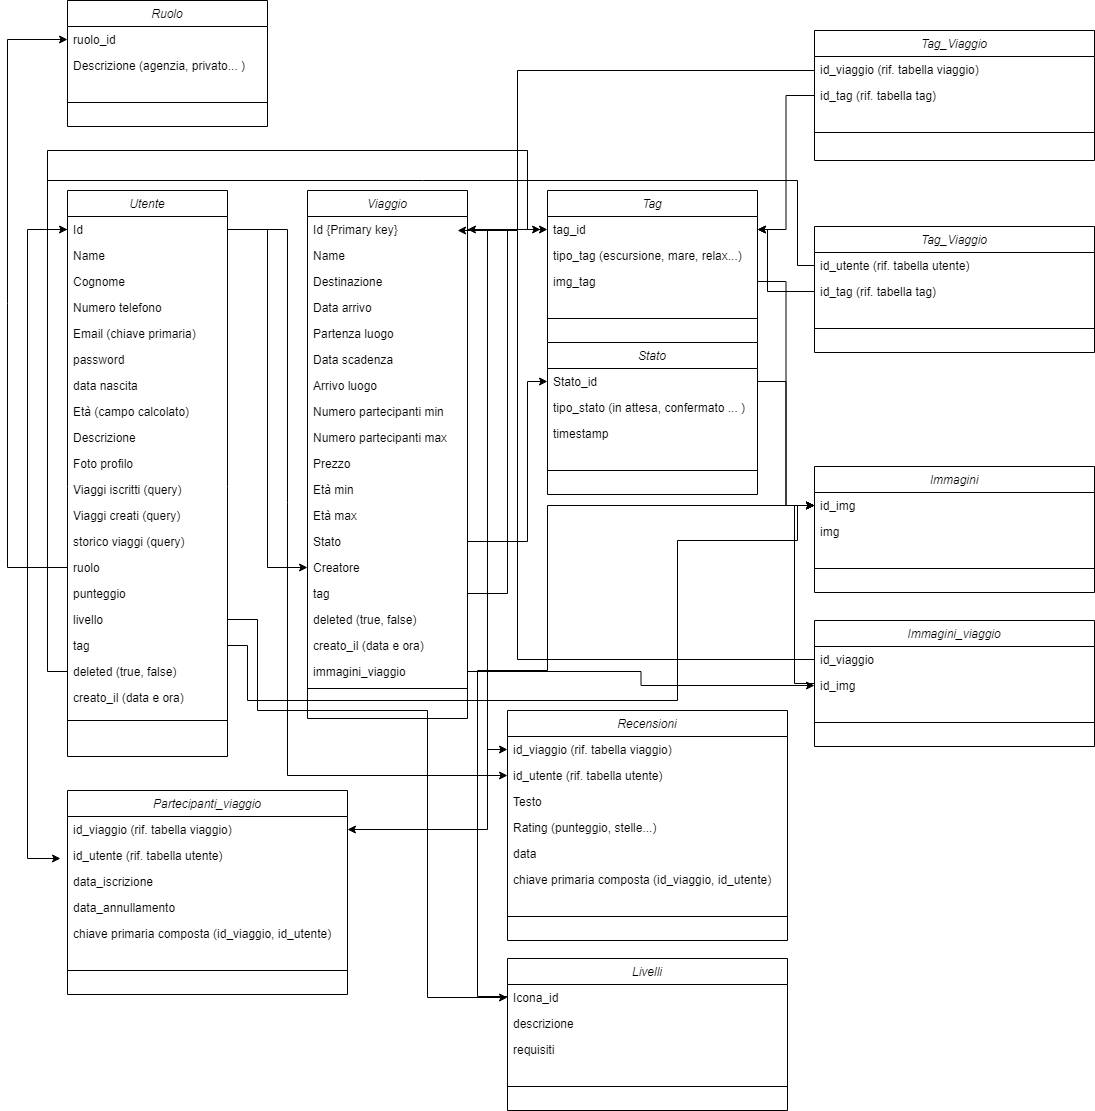 Ruolo
ruolo_id
Descrizione (agenzia, privato... )
Tag_Viaggio
id_viaggio (rif. tabella viaggio)
id_tag (rif. tabella tag)
Utente
Id
Name
Cognome
Numero telefono
Email (chiave primaria)
password
data nascita
Età (campo calcolato)
Descrizione
Foto profilo
Viaggi iscritti (query)
Viaggi creati (query)
storico viaggi (query)
ruolo
punteggio
livello
tag
deleted (true, false)
creato_il (data e ora)
Viaggio
Id {Primary key}
Name
Destinazione
Data arrivo
Partenza luogo
Data scadenza
Arrivo luogo
Numero partecipanti min
Numero partecipanti max
Prezzo
Età min
Età max
Stato
Creatore
tag
deleted (true, false)
creato_il (data e ora)
immagini_viaggio
Tag
tag_id
tipo_tag (escursione, mare, relax...)
img_tag
Stato
Stato_id
tipo_stato (in attesa, confermato ... )
timestamp
Tag_Viaggio
id_utente (rif. tabella utente)
id_tag (rif. tabella tag)
Immagini
id_img
img
Immagini_viaggio
id_viaggio
id_img
Recensioni
id_viaggio (rif. tabella viaggio)
id_utente (rif. tabella utente)
Testo
Rating (punteggio, stelle...)
data
chiave primaria composta (id_viaggio, id_utente)
Partecipanti_viaggio
id_viaggio (rif. tabella viaggio)
id_utente (rif. tabella utente)
data_iscrizione
data_annullamento
chiave primaria composta (id_viaggio, id_utente)
Livelli
Icona_id
descrizione
requisiti